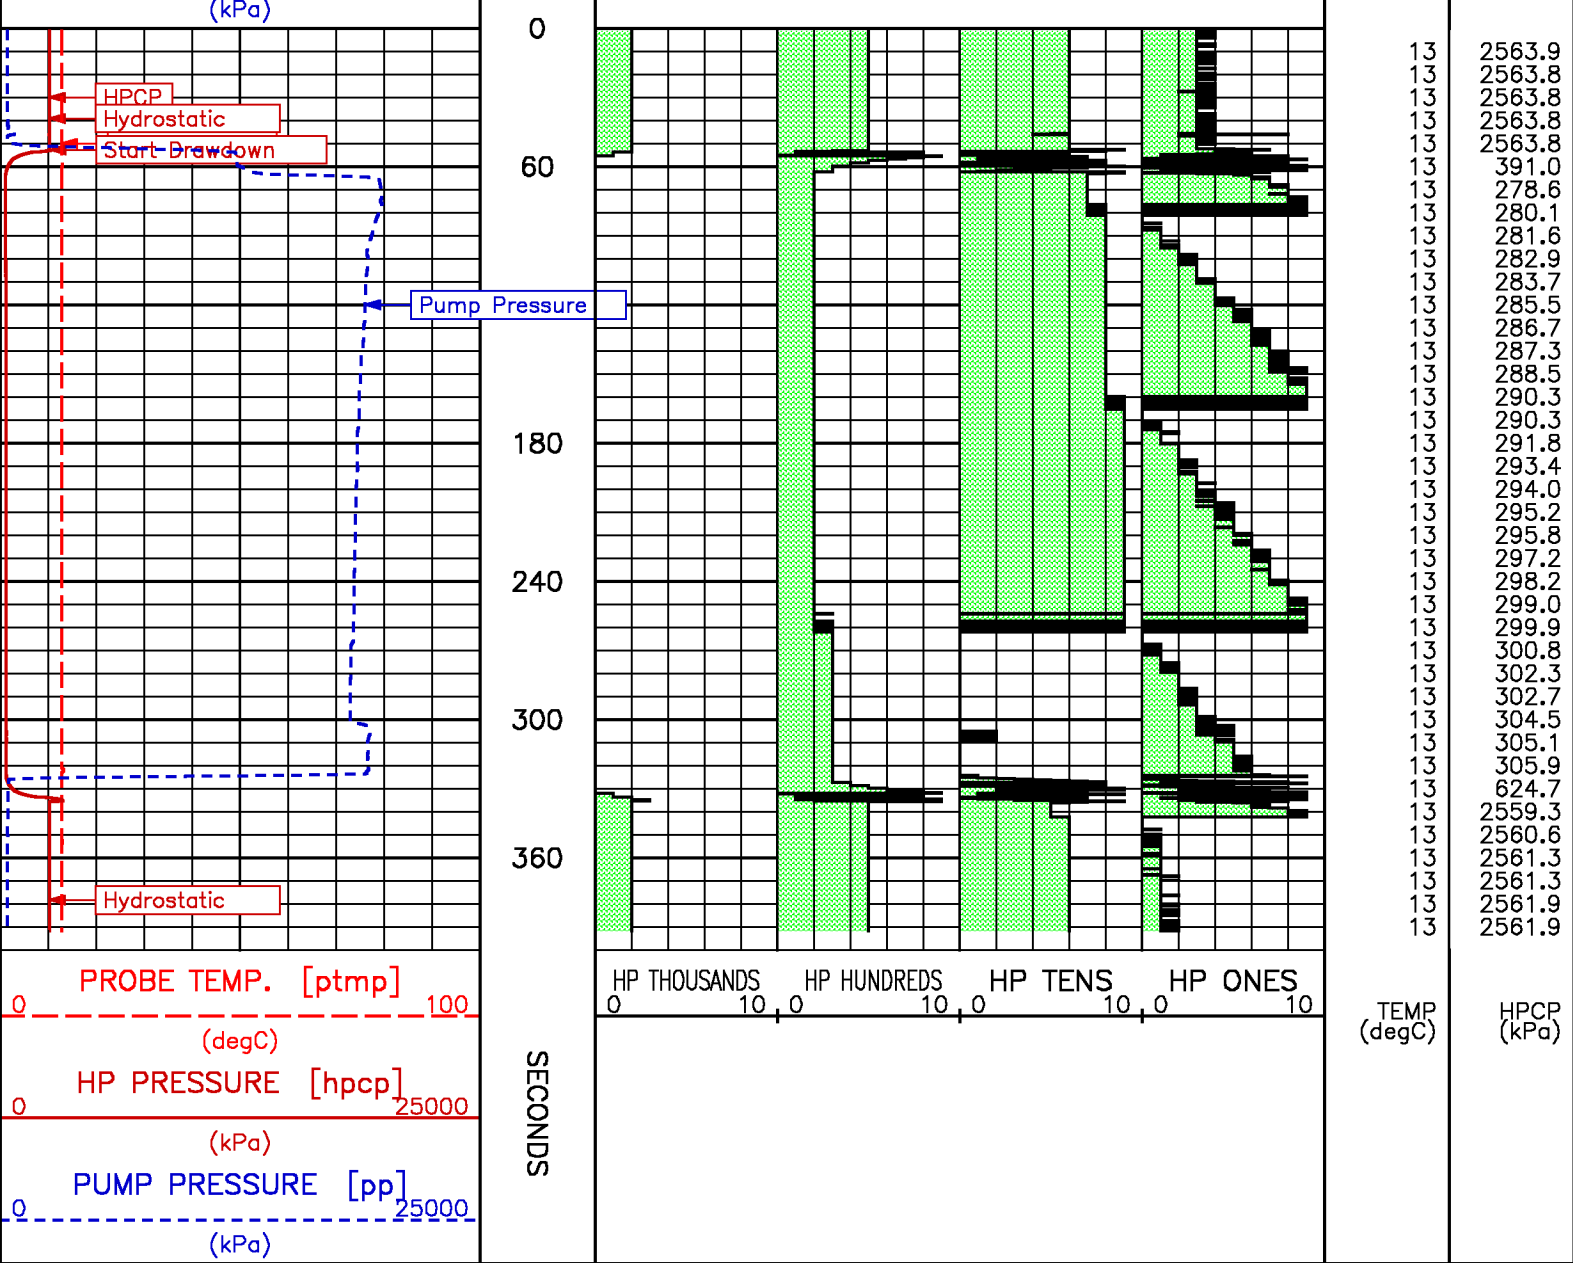 (kPa)
0
13 2563.9
13 2563.8
HPCP
13 2563.8
Hydrostatic
13 2563.8
Start Drawdown
13 2563.8
60
13 391.0
13 278.6
13 280.1
13 281.6
13 282.9
13 283.7
Pump Pressure
13 285.5
13 286.7
13 287.3
13 288.5
13 290.3
13 290.3
180
13 291.8
13 293.4
13 294.0
13 295.2
13 295.8
13 297.2
240
13 298.2
13 299.0
13 299.9
13 300.8
13 302.3
13 302.7
300
13 304.5
13 305.1
13 305.9
13 624.7
13 2559.3
13 2560.6
360
13 2561.3
13 2561.3
Hydrostatic
13 2561.9
13 2561.9
PROBE TEMP. [ptmp]
0 100
(degC)
HP PRESSURE [hpcp]
0 25000
(kPa)
PUMP PRESSURE [pp]
0 25000
(kPa)
SECONDS
HP THOUSANDS
0 10
HP HUNDREDS
0 10
HP TENS
0 10
HP ONES
0 10
TEMP
(degC)
HPCP
(kPa)